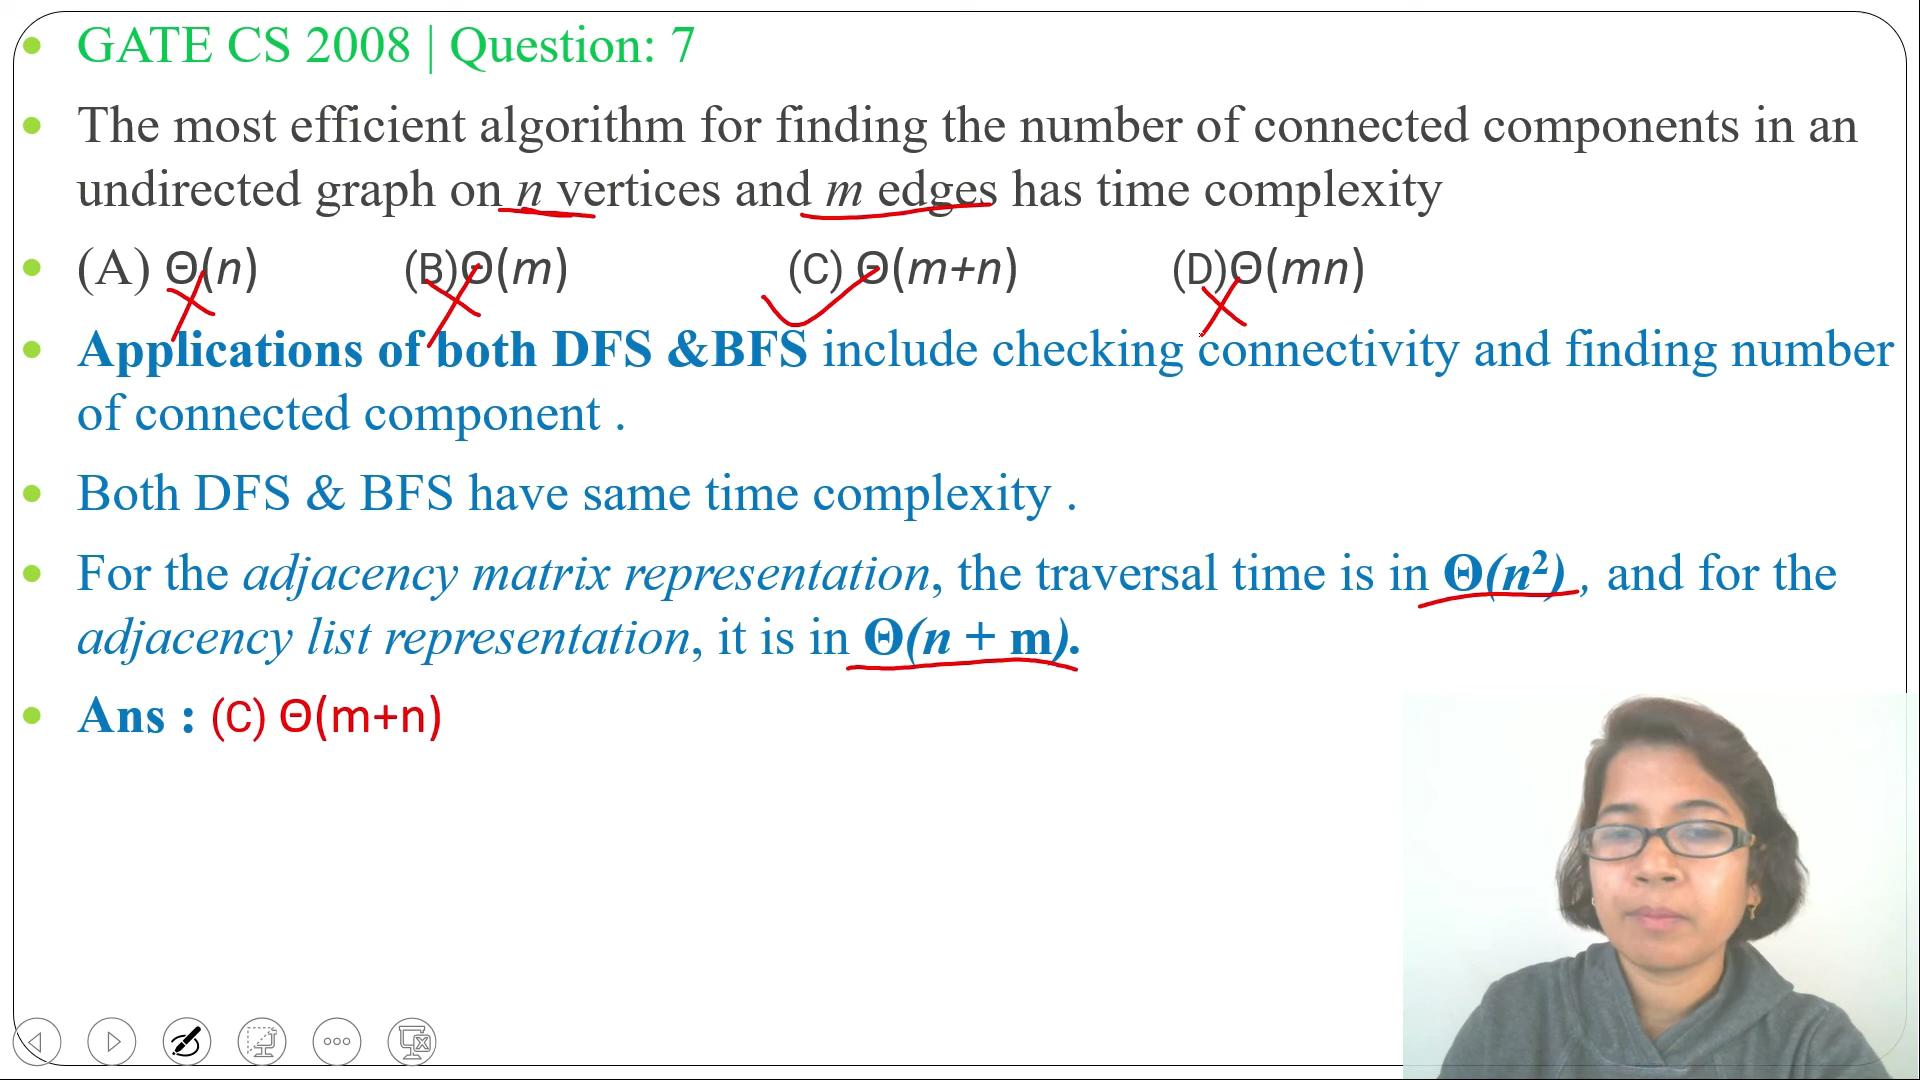 GATE CS 2008 | Question: 7
The most efficient algorithm for finding the number of connected components in an
undirected graph on n vertices and m edges has time complexity
(A) Θ(n) (B)Θ(m) (C) Θ(m+n) (D)Θ(mn)
Applications of both DFS &BFS include checking connectivity and finding number
of connected component .
Both DFS & BFS have same time complexity .
For the adjacency matrix representation, the traversal time is in Θ(n²) , and for the
adjacency list representation, it is in Θ(n + m).
Ans : (C) Θ(m+n)